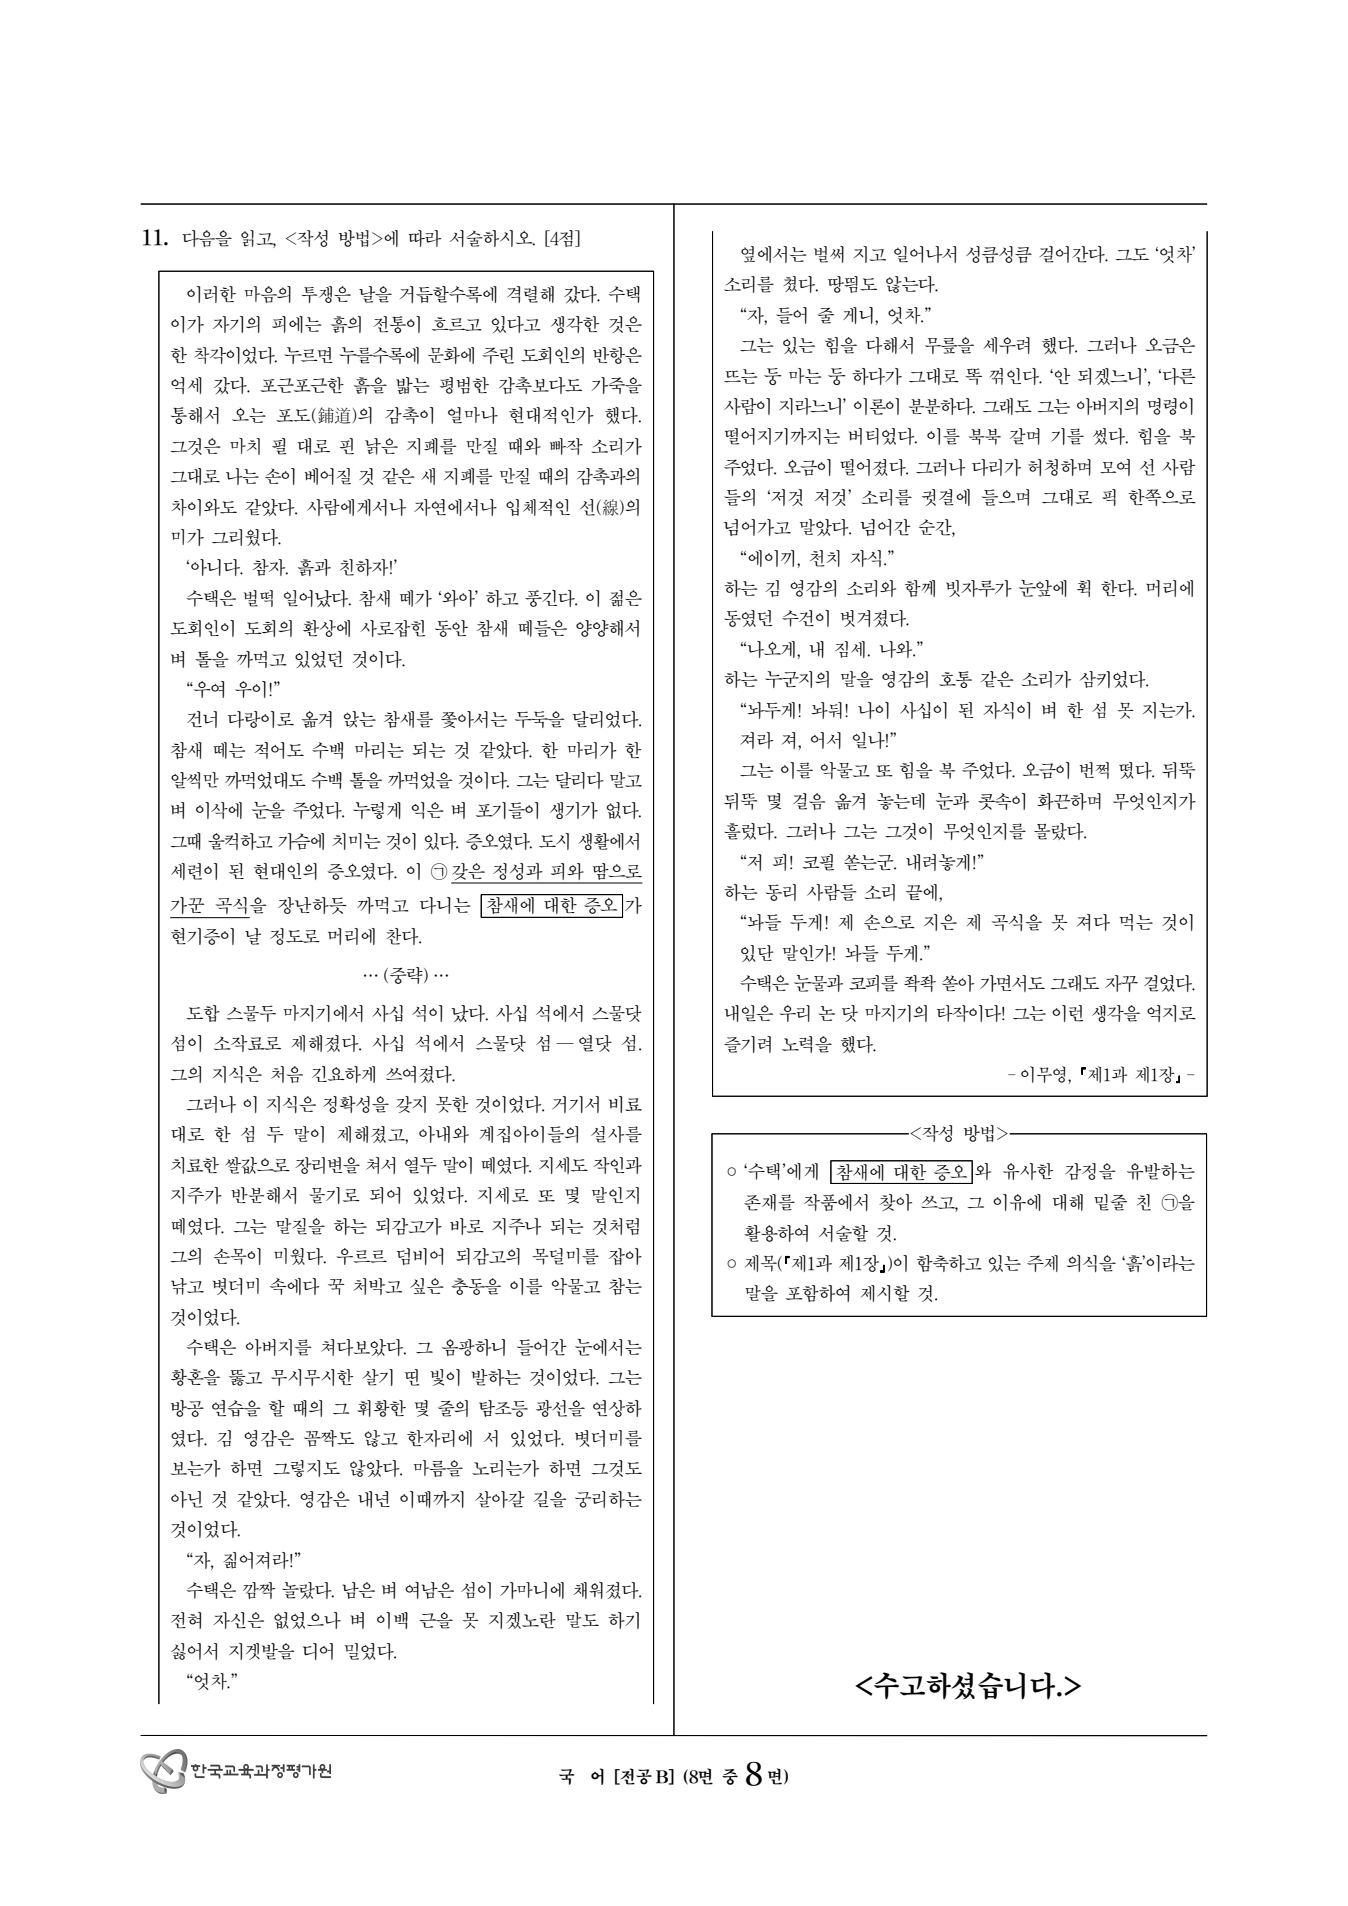 11. 다음을 읽고, <작성 방법>에 따라 서술하시오. [4점]
이러한 마음의 투쟁은 날을 거듭할수록에 격렬해 갔다. 수택
이가 자기의 피에는 흙의 전통이 흐르고 있다고 생각한 것은
한 착각이었다. 누르면 누를수록에 문화에 주린 도회인의 반항은
억세 갔다. 포근포근한 흙을 밟는 평범한 감촉보다도 가죽을
통해서 오는 포도(鋪道)의 감촉이 얼마나 현대적인가 했다.
그것은 마치 필 대로 핀 낡은 지폐를 만질 때와 빠작 소리가
그대로 나는 손이 베어질 것 같은 새 지폐를 만질 때의 감촉과의
차이와도 같았다. 사람에게서나 자연에서나 입체적인 선(線)의
미가 그리웠다.
‘아니다. 참자. 흙과 친하자!’
수택은 벌떡 일어났다. 참새 떼가 ‘와아’ 하고 풍긴다. 이 젊은
도회인이 도회의 환상에 사로잡힌 동안 참새 떼들은 양양해서
벼 톨을 까먹고 있었던 것이다.
“우여 우이!”
건너 다랑이로 옮겨 앉는 참새를 쫓아서는 두둑을 달리었다.
참새 떼는 적어도 수백 마리는 되는 것 같았다. 한 마리가 한
알씩만 까먹었대도 수백 톨을 까먹었을 것이다. 그는 달리다 말고
벼 이삭에 눈을 주었다. 누렇게 익은 벼 포기들이 생기가 없다.
그때 울컥하고 가슴에 치미는 것이 있다. 증오였다. 도시 생활에서
세련이 된 현대인의 증오였다. 이 ㉠갖은 정성과 피와 땀으로
가꾼 곡식을 장난하듯 까먹고 다니는 참새에 대한 증오가
현기증이 날 정도로 머리에 찬다.
… (중략) …
도합 스물두 마지기에서 사십 석이 났다. 사십 석에서 스물닷
섬이 소작료로 제해졌다. 사십 석에서 스물닷 섬 — 열닷 섬.
그의 지식은 처음 긴요하게 쓰여졌다.
그러나 이 지식은 정확성을 갖지 못한 것이었다. 거기서 비료
대로 한 섬 두 말이 제해졌고, 아내와 계집아이들의 설사를
치료한 쌀값으로 장리변을 쳐서 열두 말이 떼였다. 지세도 작인과
지주가 반분해서 물기로 되어 있었다. 지세로 또 몇 말인지
떼였다. 그는 말질을 하는 되감고가 바로 지주나 되는 것처럼
그의 손목이 미웠다. 우르르 덤비어 되감고의 목덜미를 잡아
낚고 볏더미 속에다 꾹 처박고 싶은 충동을 이를 악물고 참는
것이었다.
수택은 아버지를 쳐다보았다. 그 옴팡하니 들어간 눈에서는
황혼을 뚫고 무시무시한 살기 띤 빛이 발하는 것이었다. 그는
방공 연습을 할 때의 그 휘황한 몇 줄의 탐조등 광선을 연상하
였다. 김 영감은 꼼짝도 않고 한자리에 서 있었다. 볏더미를
보는가 하면 그렇지도 않았다. 마름을 노리는가 하면 그것도
아닌 것 같았다. 영감은 내년 이때까지 살아갈 길을 궁리하는
것이었다.
“자, 짊어져라!”
수택은 깜짝 놀랐다. 남은 벼 여남은 섬이 가마니에 채워졌다.
전혀 자신은 없었으나 벼 이백 근을 못 지겠노란 말도 하기
싫어서 지겟발을 디어 밀었다.
“엇차.”
옆에서는 벌써 지고 일어나서 성큼성큼 걸어간다. 그도 ‘엇차’
소리를 쳤다. 땅띔도 않는다.
“자, 들어 줄 게니, 엇차.”
그는 있는 힘을 다해서 무릎을 세우려 했다. 그러나 오금은
뜨는 둥 마는 둥 하다가 그대로 똑 꺾인다. ‘안 되겠느니’, ‘다른
사람이 지라느니’ 이론이 분분하다. 그래도 그는 아버지의 명령이
떨어지기까지는 버티었다. 이를 북북 갈며 기를 썼다. 힘을 북
주었다. 오금이 떨어졌다. 그러나 다리가 허청하며 모여 선 사람
들의 ‘저것 저것’ 소리를 귓결에 들으며 그대로 픽 한쪽으로
넘어가고 말았다. 넘어간 순간,
“에이끼, 천치 자식.”
하는 김 영감의 소리와 함께 빗자루가 눈앞에 휙 한다. 머리에
동였던 수건이 벗겨졌다.
“나오게, 내 짐세. 나와.”
하는 누군지의 말을 영감의 호통 같은 소리가 삼키었다.
“놔두게! 놔둬! 나이 사십이 된 자식이 벼 한 섬 못 지는가.
져라 져, 어서 일나!”
그는 이를 악물고 또 힘을 북 주었다. 오금이 번쩍 떴다. 뒤뚝
뒤뚝 몇 걸음 옮겨 놓는데 눈과 콧속이 화끈하며 무엇인지가
흘렀다. 그러나 그는 그것이 무엇인지를 몰랐다.
“저 피! 코필 쏟는군. 내려놓게!”
하는 동리 사람들 소리 끝에,
“놔들 두게! 제 손으로 지은 제 곡식을 못 져다 먹는 것이
있단 말인가! 놔들 두게.”
수택은 눈물과 코피를 좍좍 쏟아 가면서도 그래도 자꾸 걸었다.
내일은 우리 논 닷 마지기의 타작이다! 그는 이런 생각을 억지로
즐기려 노력을 했다.
- 이무영, 『제1과 제1장』 -
<작성 방법>
○ ‘수택’에게 참새에 대한 증오와 유사한 감정을 유발하는
존재를 작품에서 찾아 쓰고, 그 이유에 대해 밑줄 친 ㉠을
활용하여 서술할 것.
○ 제목(『제1과 제1장』)이 함축하고 있는 주제 의식을 ‘흙’이라는
말을 포함하여 제시할 것.
<수고하셨습니다.>
한국교육과정평가원
국 어 [전공 B] (8면 중 8면)